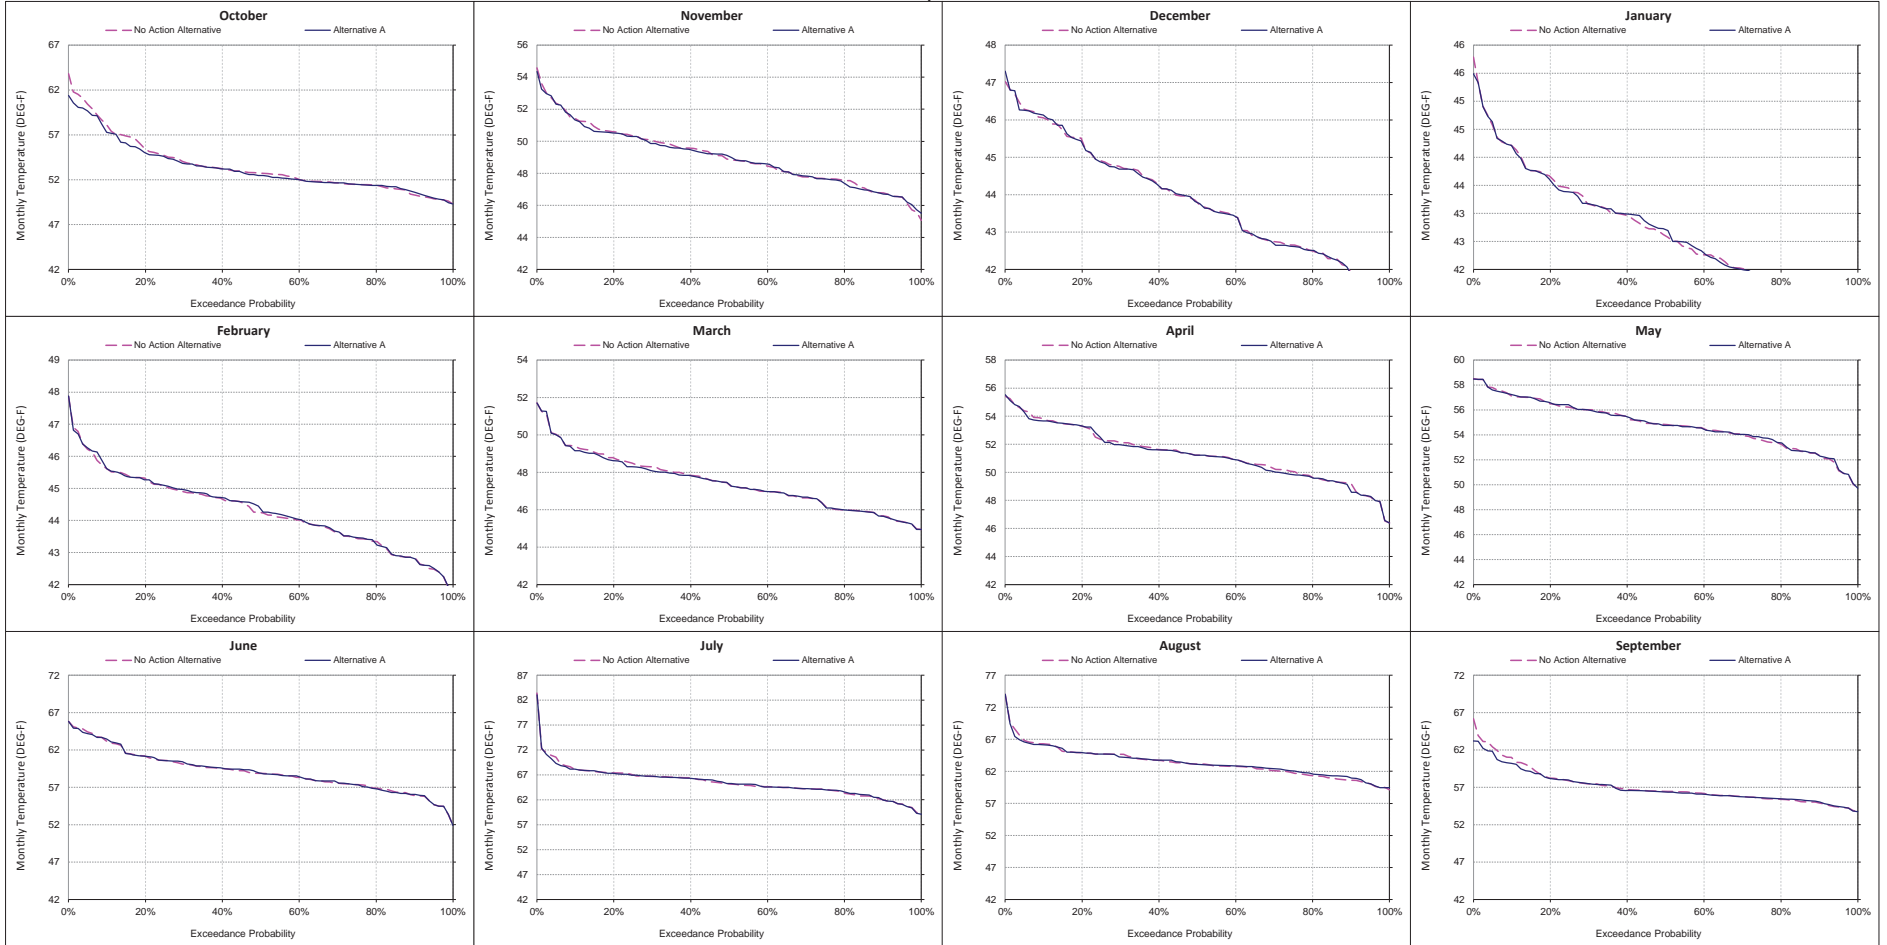 October
No Action Alternative Alternative A
Monthly Temperature (DEG-F)
67
62
57
52
47
42
0% 20% 40% 60% 80% 100%
Exceedance Probability
November
No Action Alternative Alternative A
Monthly Temperature (DEG-F)
56
54
52
50
48
46
44
42
0% 20% 40% 60% 80% 100%
Exceedance Probability
December
No Action Alternative Alternative A
Monthly Temperature (DEG-F)
48
47
46
45
44
43
42
0% 20% 40% 60% 80% 100%
Exceedance Probability
January
No Action Alternative Alternative A
Monthly Temperature (DEG-F)
46
46
45
45
44
44
43
43
42
0% 20% 40% 60% 80% 100%
Exceedance Probability
February
No Action Alternative Alternative A
Monthly Temperature (DEG-F)
49
48
47
46
45
44
43
42
0% 20% 40% 60% 80% 100%
Exceedance Probability
March
No Action Alternative Alternative A
Monthly Temperature (DEG-F)
54
52
50
48
46
44
42
0% 20% 40% 60% 80% 100%
Exceedance Probability
April
No Action Alternative Alternative A
Monthly Temperature (DEG-F)
58
56
54
52
50
48
46
44
42
0% 20% 40% 60% 80% 100%
Exceedance Probability
May
No Action Alternative Alternative A
Monthly Temperature (DEG-F)
60
58
56
54
52
50
48
46
44
42
0% 20% 40% 60% 80% 100%
Exceedance Probability
June
No Action Alternative Alternative A
Monthly Temperature (DEG-F)
72
67
62
57
52
47
42
0% 20% 40% 60% 80% 100%
Exceedance Probability
July
No Action Alternative Alternative A
Monthly Temperature (DEG-F)
87
82
77
72
67
62
57
52
47
42
0% 20% 40% 60% 80% 100%
Exceedance Probability
August
No Action Alternative Alternative A
Monthly Temperature (DEG-F)
77
72
67
62
57
52
47
42
0% 20% 40% 60% 80% 100%
Exceedance Probability
September
No Action Alternative Alternative A
Monthly Temperature (DEG-F)
72
67
62
57
52
47
42
0% 20% 40% 60% 80% 100%
Exceedance Probability